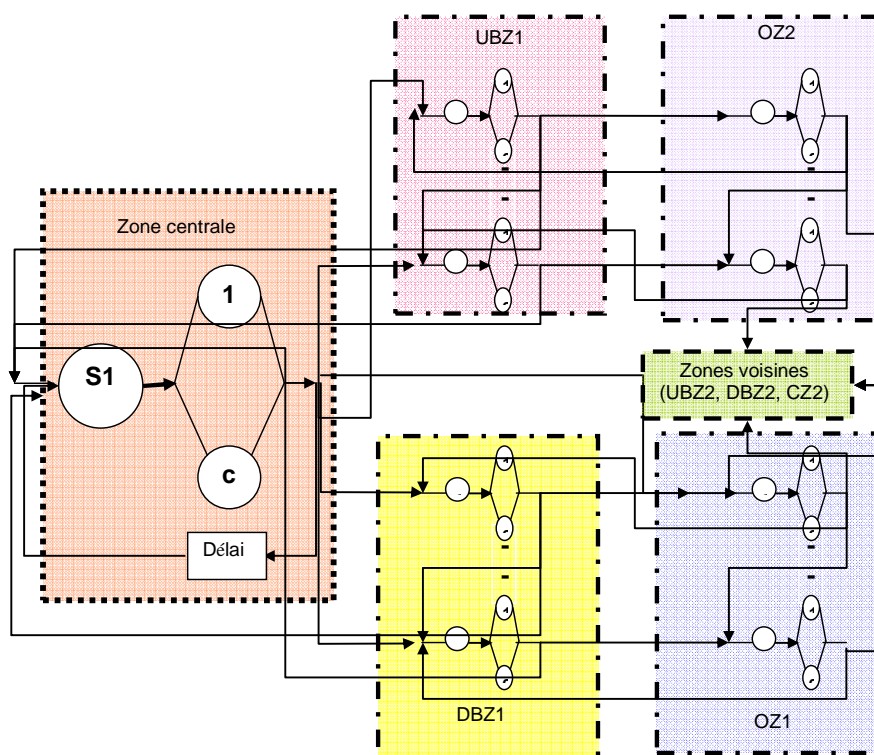 UBZ1
OZ2
Zone centrale
1
S1
c
Délai
Zones voisines
(UBZ2, DBZ2, CZ2)
DBZ1
OZ1